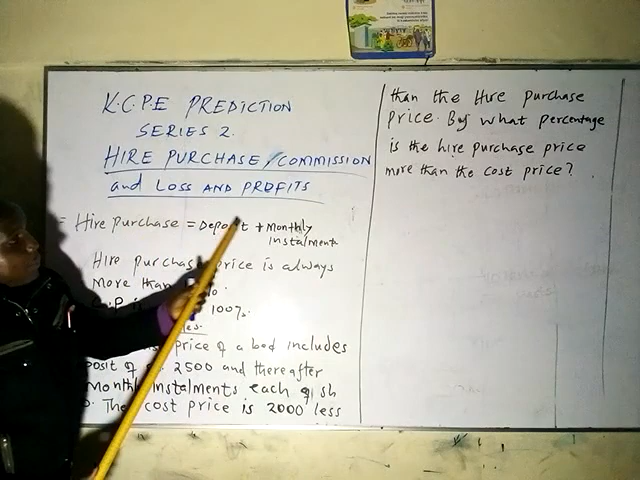 K.C.P.E PREDICTION
SERIES 2.
HIRE PURCHASE/COMMISSION
and LOSS AND PROFITS
= Hire purchase = Deposit + Monthly
instalments
Hire purchase price is always
more than
100%.
price of a bed includes
of 2500 and thereafter
instalments each of sh
The cost price is 2000 less
than the Hire purchase
price. By what percentage
is the hire purchase price
more than the cost price?